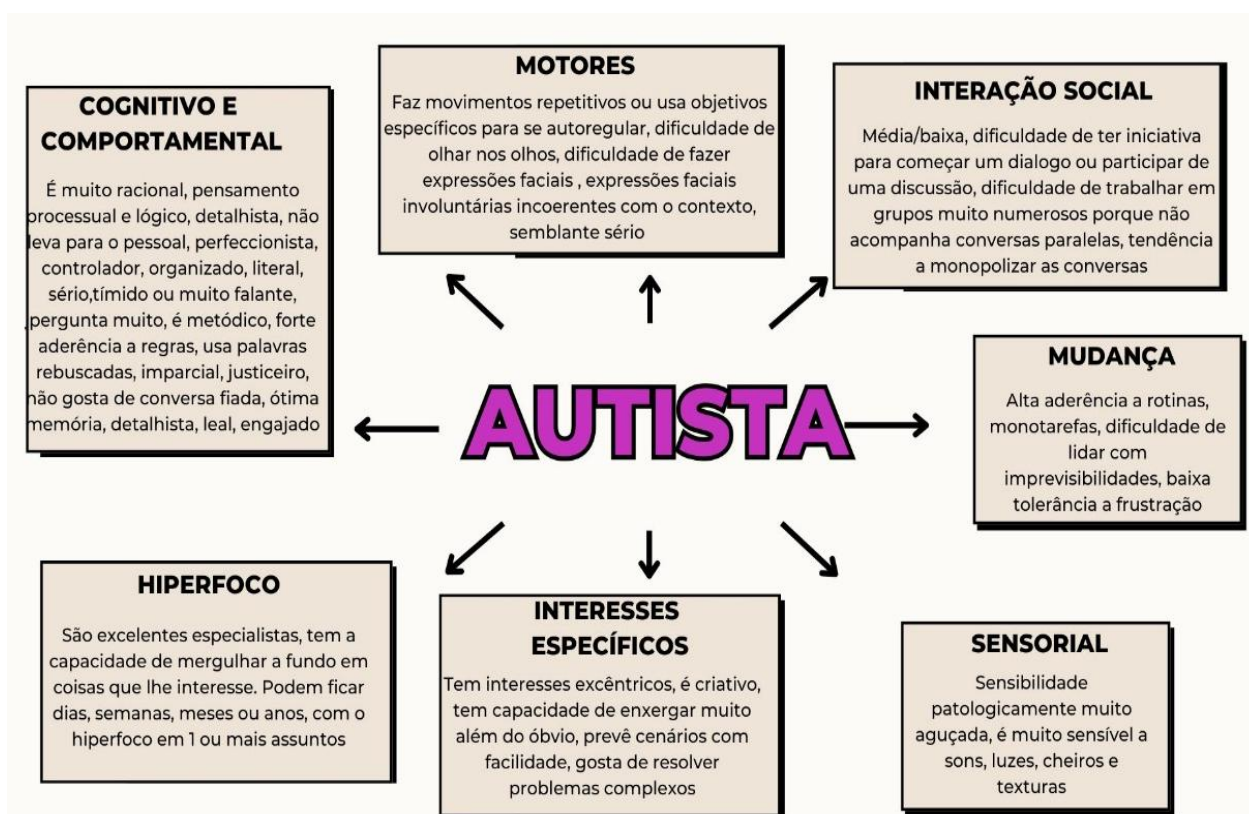 MOTORES
Faz movimentos repetitivos ou usa objetivos
específicos para se autoregular, dificuldade de
olhar nos olhos, dificuldade de fazer
expressões faciais , expressões faciais
involuntárias incoerentes com o contexto,
semblante sério
COGNITIVO E
COMPORTAMENTAL
É muito racional, pensamento
processual e lógico, detalhista, não
leva para o pessoal, perfeccionista,
controlador, organizado, literal,
sério,tímido ou muito falante,
pergunta muito, é metódico, forte
aderência a regras, usa palavras
rebuscadas, imparcial, justiceiro,
não gosta de conversa fiada, ótima
memória, detalhista, leal, engajado
INTERAÇÃO SOCIAL
Média/baixa, dificuldade de ter iniciativa
para começar um dialogo ou participar de
uma discussão, dificuldade de trabalhar em
grupos muito numerosos porque não
acompanha conversas paralelas, tendência
a monopolizar as conversas
AUTISTA
MUDANÇA
Alta aderência a rotinas,
monotarefas, dificuldade de
lidar com
imprevisibilidades, baixa
tolerância a frustração
HIPERFOCO
São excelentes especialistas, tem a
capacidade de mergulhar a fundo em
coisas que lhe interesse. Podem ficar
dias, semanas, meses ou anos, com o
hiperfoco em 1 ou mais assuntos
INTERESSES
ESPECÍFICOS
Tem interesses excêntricos, é criativo,
tem capacidade de enxergar muito
além do óbvio, prevê cenários com
facilidade, gosta de resolver
problemas complexos
SENSORIAL
Sensibilidade
patologicamente muito
aguçada, é muito sensível a
sons, luzes, cheiros e
texturas